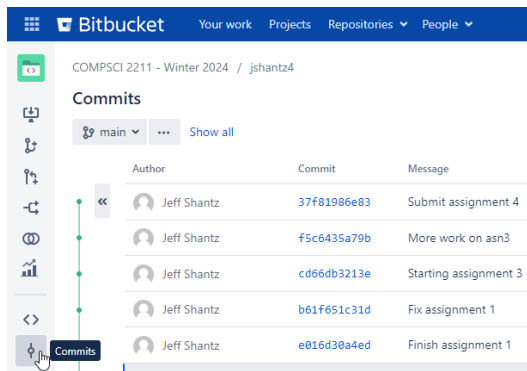 Bitbucket Your work Projects Repositories People
COMPSCI 2211 - Winter 2024 / jshantz4
Commits
main ··· Show all
Author Commit Message
Jeff Shantz 37f81986e83 Submit assignment 4
Jeff Shantz f5c6435a79b More work on asn3
Jeff Shantz cd66db3213e Starting assignment 3
Jeff Shantz b61f651c31d Fix assignment 1
Jeff Shantz e016d30a4ed Finish assignment 1
Commits